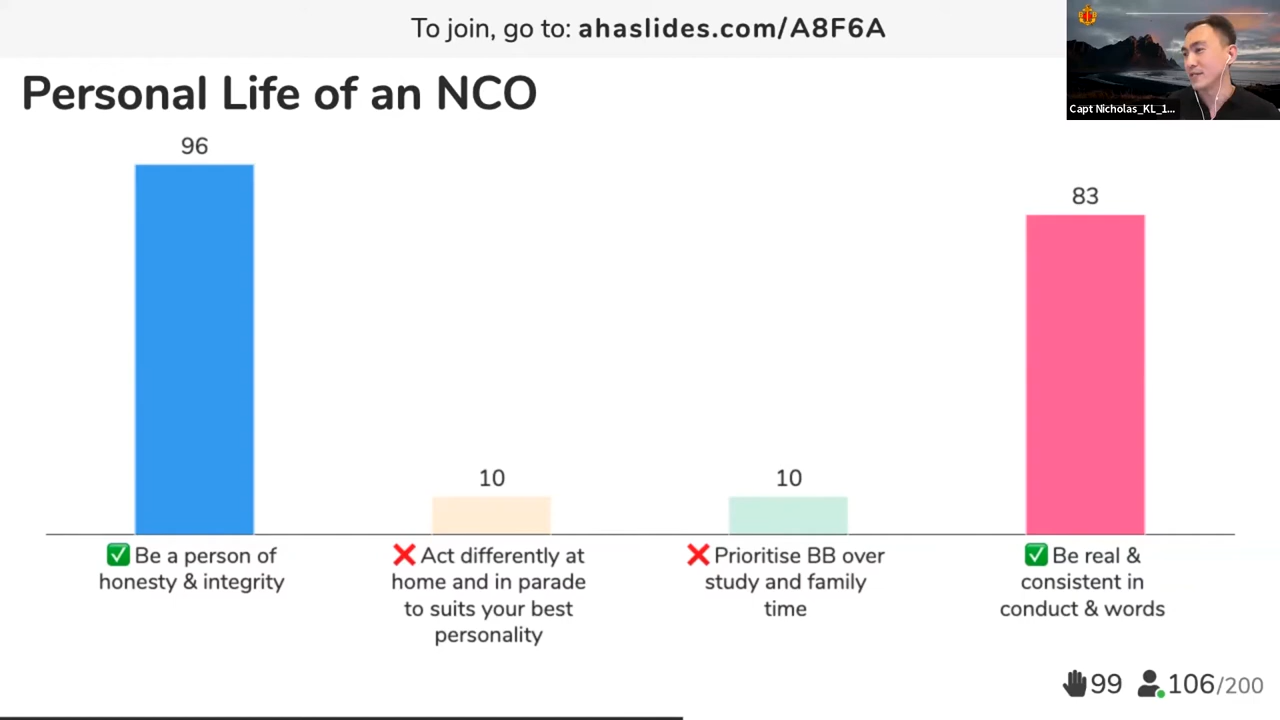 To join, go to: ahaslides.com/A8F6A
Capt Nicholas_KL_1...
Personal Life of an NCO
96
10
10
83
✅ Be a person of
honesty & integrity
❌ Act differently at
home and in parade
to suits your best
personality
❌ Prioritise BB over
study and family
time
✅ Be real &
consistent in
conduct & words
99 106/200